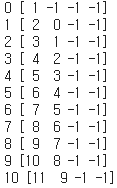 0 [ 1 -1 -1 -1]
1 [ 2 0 -1 -1]
2 [ 3 1 -1 -1]
3 [ 4 2 -1 -1]
4 [ 5 3 -1 -1]
5 [ 6 4 -1 -1]
6 [ 7 5 -1 -1]
7 [ 8 6 -1 -1]
8 [ 9 7 -1 -1]
9 [10 8 -1 -1]
10 [11 9 -1 -1]